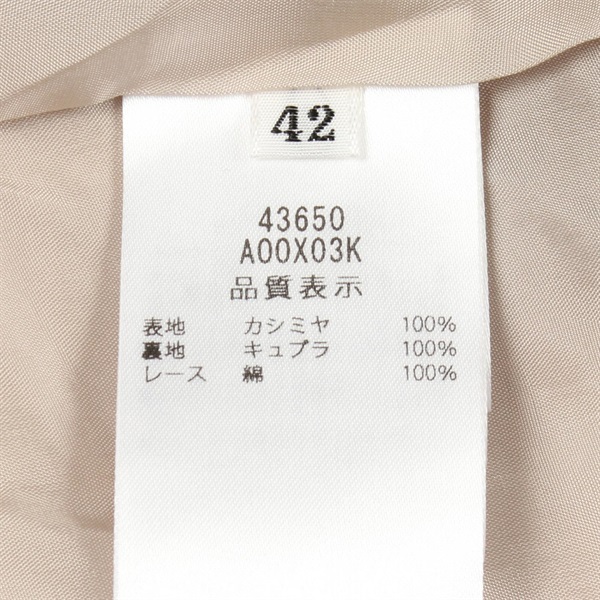 42
43650
A00X03K
品質表示
表地 カシミヤ 100%
裏地 キュプラ 100%
レース 綿 100%